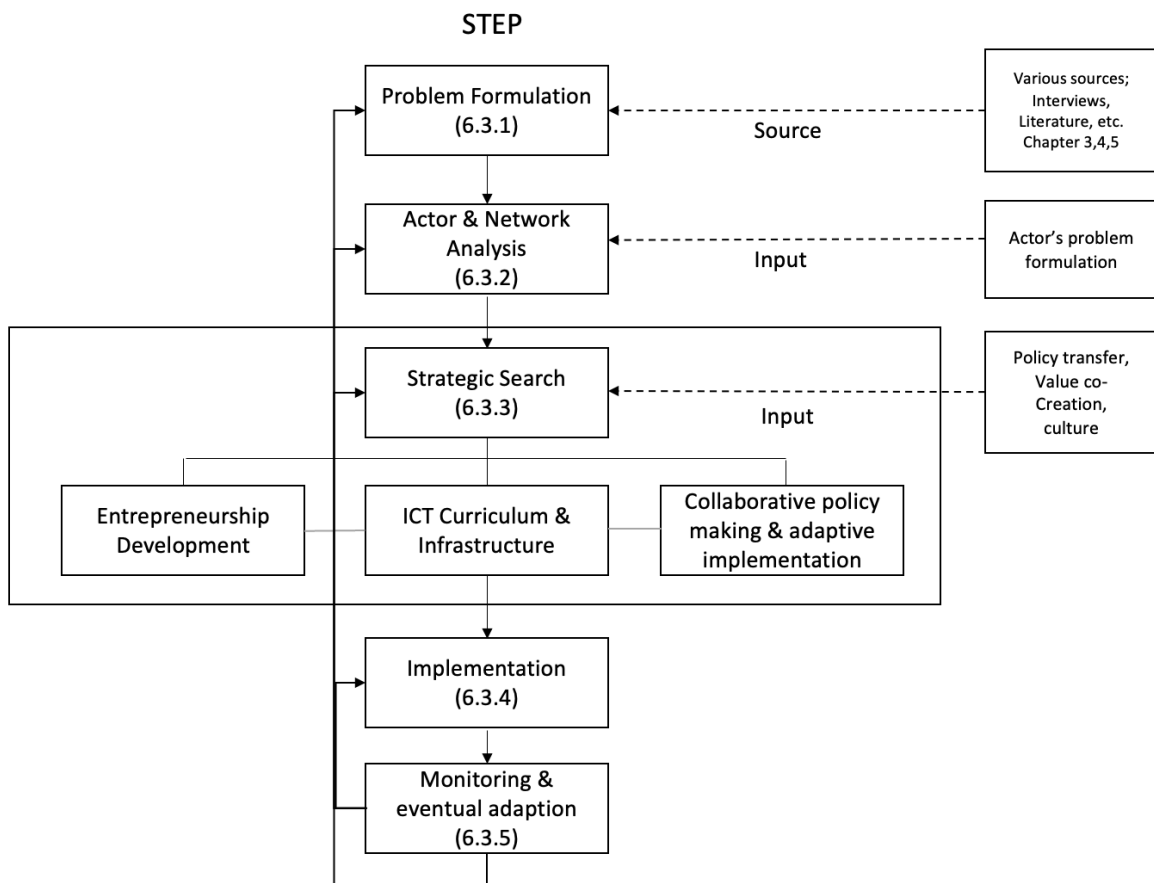 STEP
Problem Formulation
(6.3.1)
Source
Various sources;
Interviews,
Literature, etc.
Chapter 3,4,5
Actor & Network
Analysis
(6.3.2)
Input
Actor’s problem
formulation
Strategic Search
(6.3.3)
Input
Policy transfer,
Value co-
Creation,
culture
Entrepreneurship
Development
ICT Curriculum &
Infrastructure
Collaborative policy
making & adaptive
implementation
Implementation
(6.3.4)
Monitoring &
eventual adaption
(6.3.5)